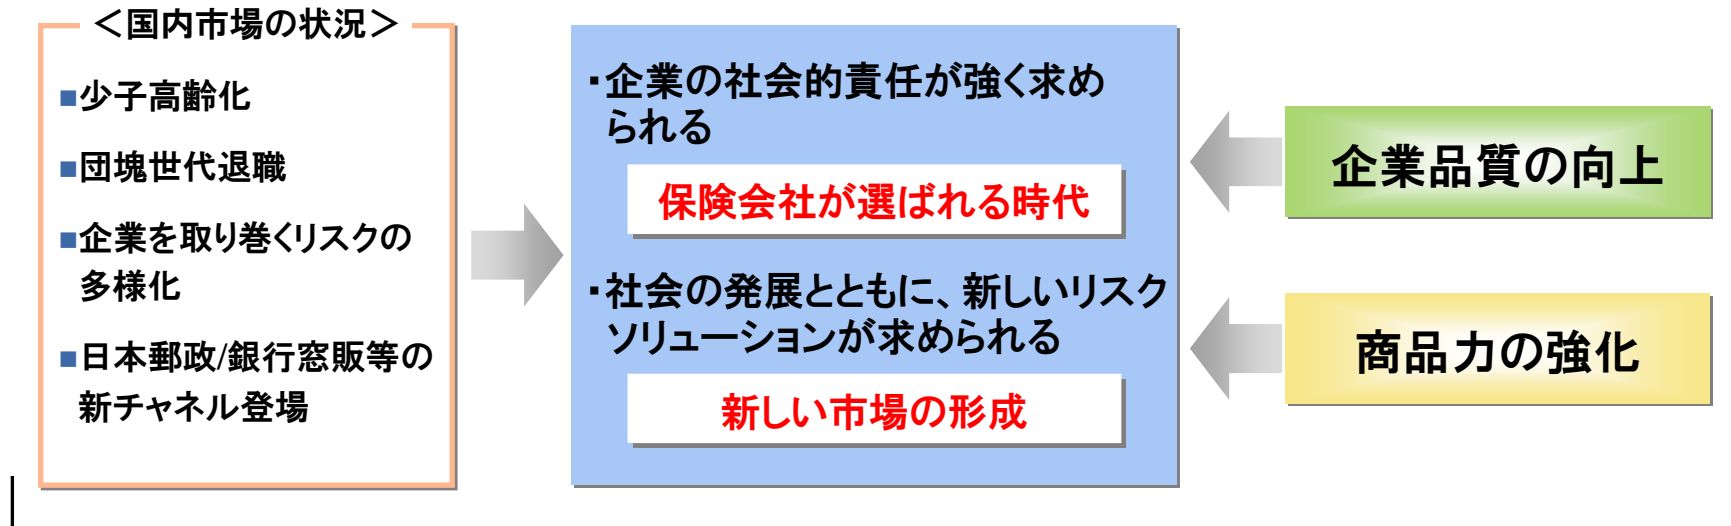 ＜国内市場の状況＞
■少子高齢化
■団塊世代退職
■企業を取り巻くリスクの
多様化
■日本郵政/銀行窓販等の
新チャネル登場
・企業の社会的責任が強く求め
られる
保険会社が選ばれる時代
・社会の発展とともに、新しいリスク
ソリューションが求められる
新しい市場の形成
企業品質の向上
商品力の強化